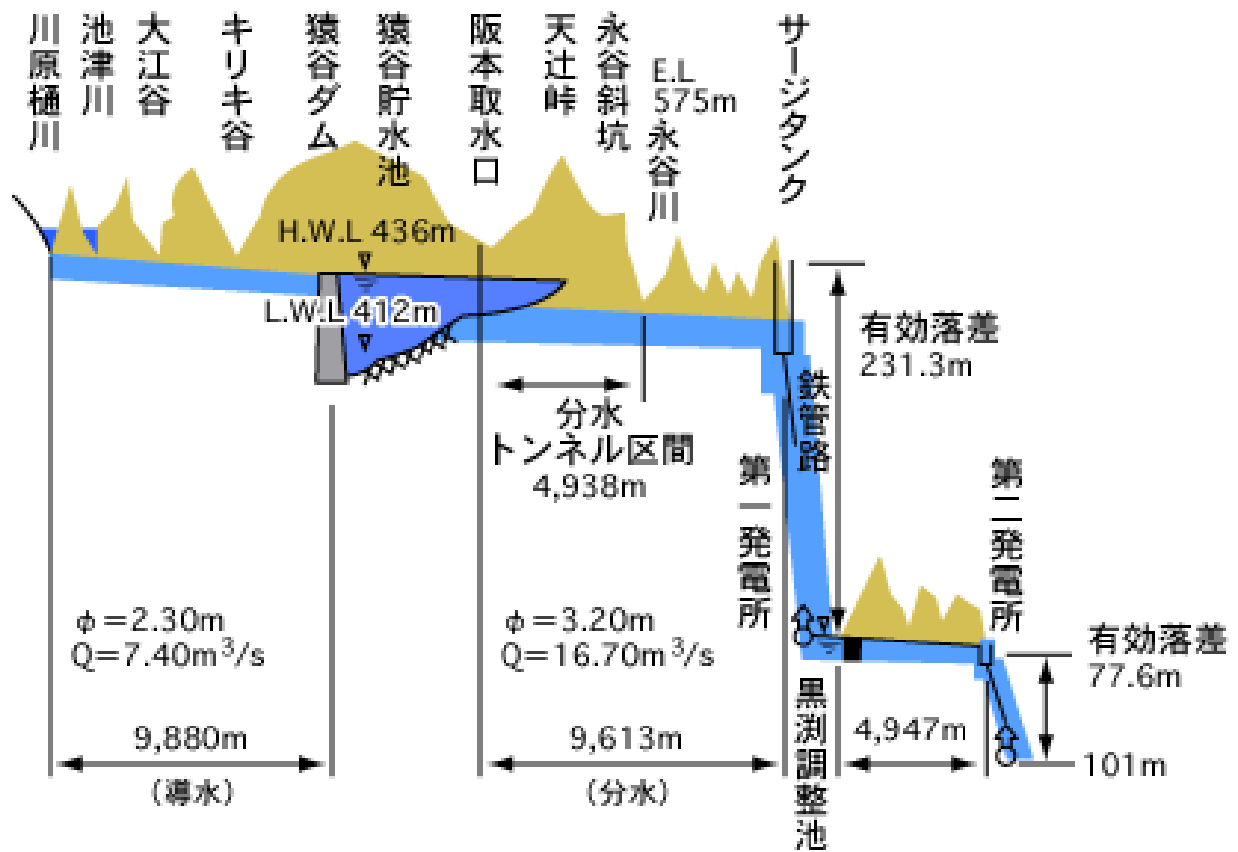 川原樋川
池津川
大江谷
キリキ谷
猿谷ダム
猿谷貯水池
阪本取水口
天辻峠
永谷斜坑
E.L
575m
永谷川
サージタンク
H.W.L 436m
L.W.L 412m
有効落差
231.3m
鉄管路
分水
トンネル区間
4,938m
第一発電所
第二発電所
φ＝2.30m
Q＝7.40m³/s
φ＝3.20m
Q＝16.70m³/s
有効落差
77.6m
黒渕調整池
9,880m
（導水）
9,613m
（分水）
4,947m
101m